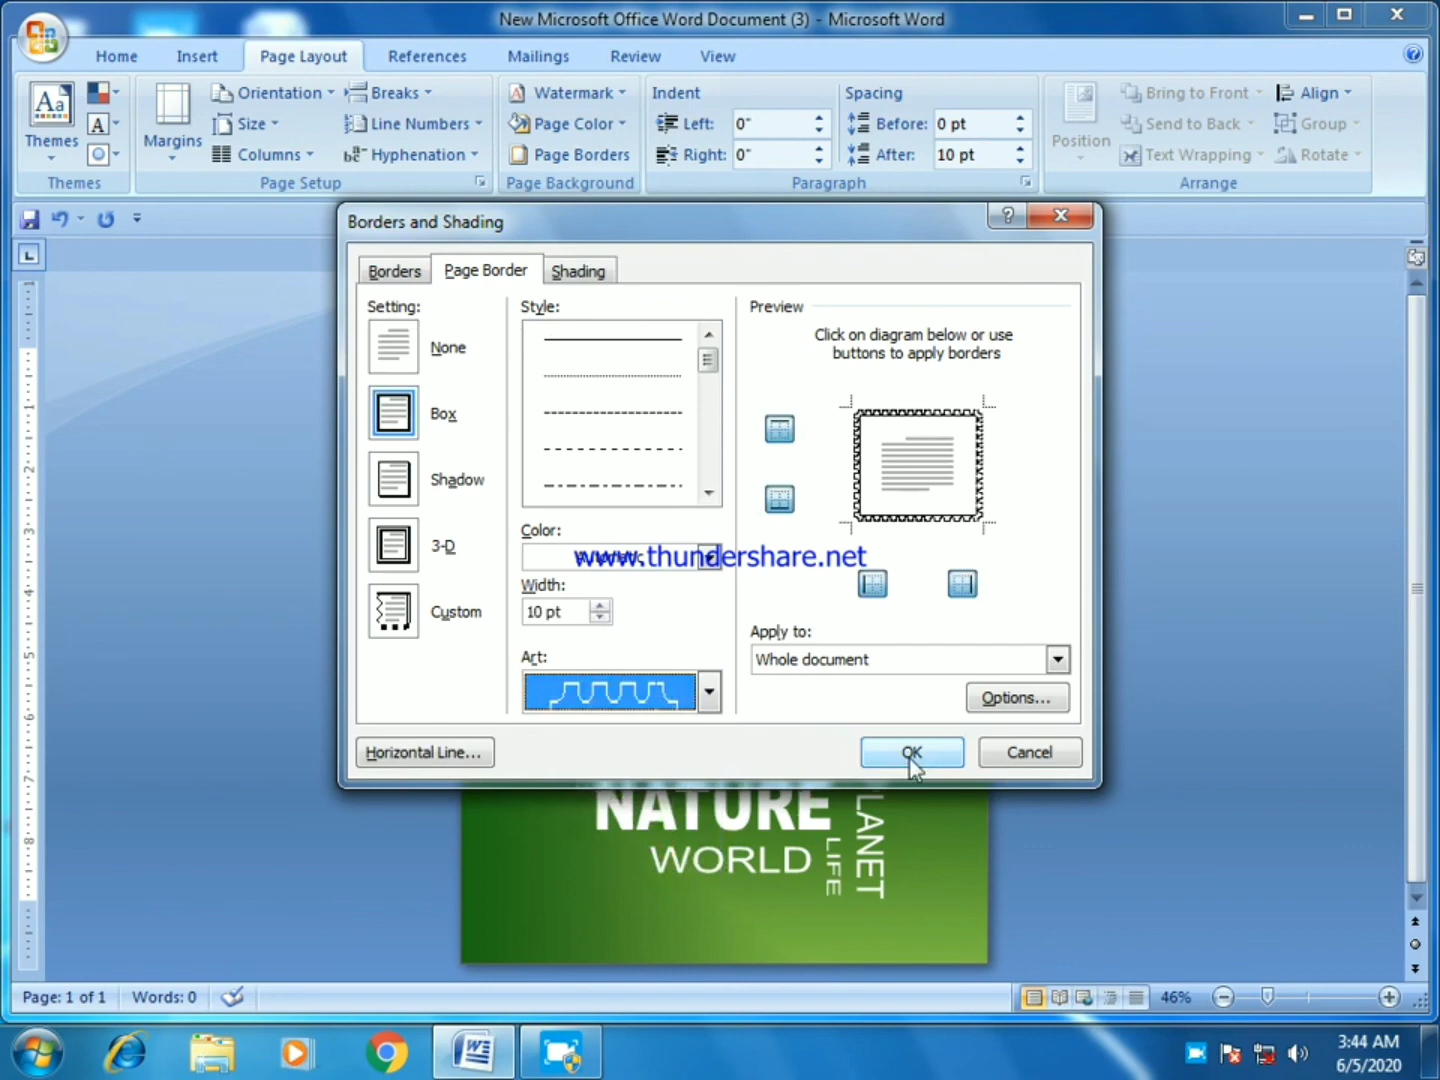 New Microsoft Office Word Document (3) - Microsoft Word
Home Insert Page Layout References Mailings Review View
Themes
Themes
Margins
Orientation
Size
Columns
Breaks
Line Numbers
Hyphenation
Page Setup
Watermark
Page Color
Page Borders
Page Background
Indent
Left: 0"
Right: 0"
Spacing
Before: 0 pt
After: 10 pt
Paragraph
Position
Bring to Front
Send to Back
Text Wrapping
Align
Group
Rotate
Arrange
Borders and Shading
Borders Page Border Shading
Setting:
None
Box
Shadow
3-D
Custom
Style:
Color:
www.thundershare.net
Width:
10 pt
Art:
Preview
Click on diagram below or use
buttons to apply borders
Apply to:
Whole document
Options...
Horizontal Line...
OK
Cancel
NATURE
WORLD
LIFE
Page: 1 of 1 Words: 0
46%
3:44 AM
6/5/2020